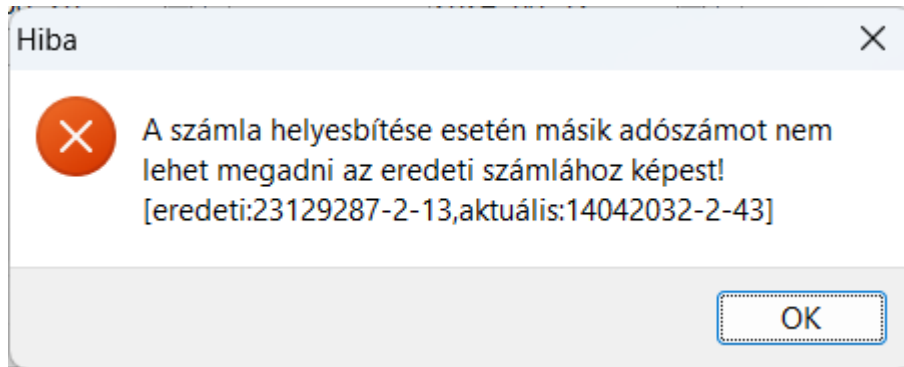 Hiba
A számla helyesbítése esetén másik adószámot nem
lehet megadni az eredeti számlához képest!
[eredeti:23129287-2-13,aktuális:14042032-2-43]
OK